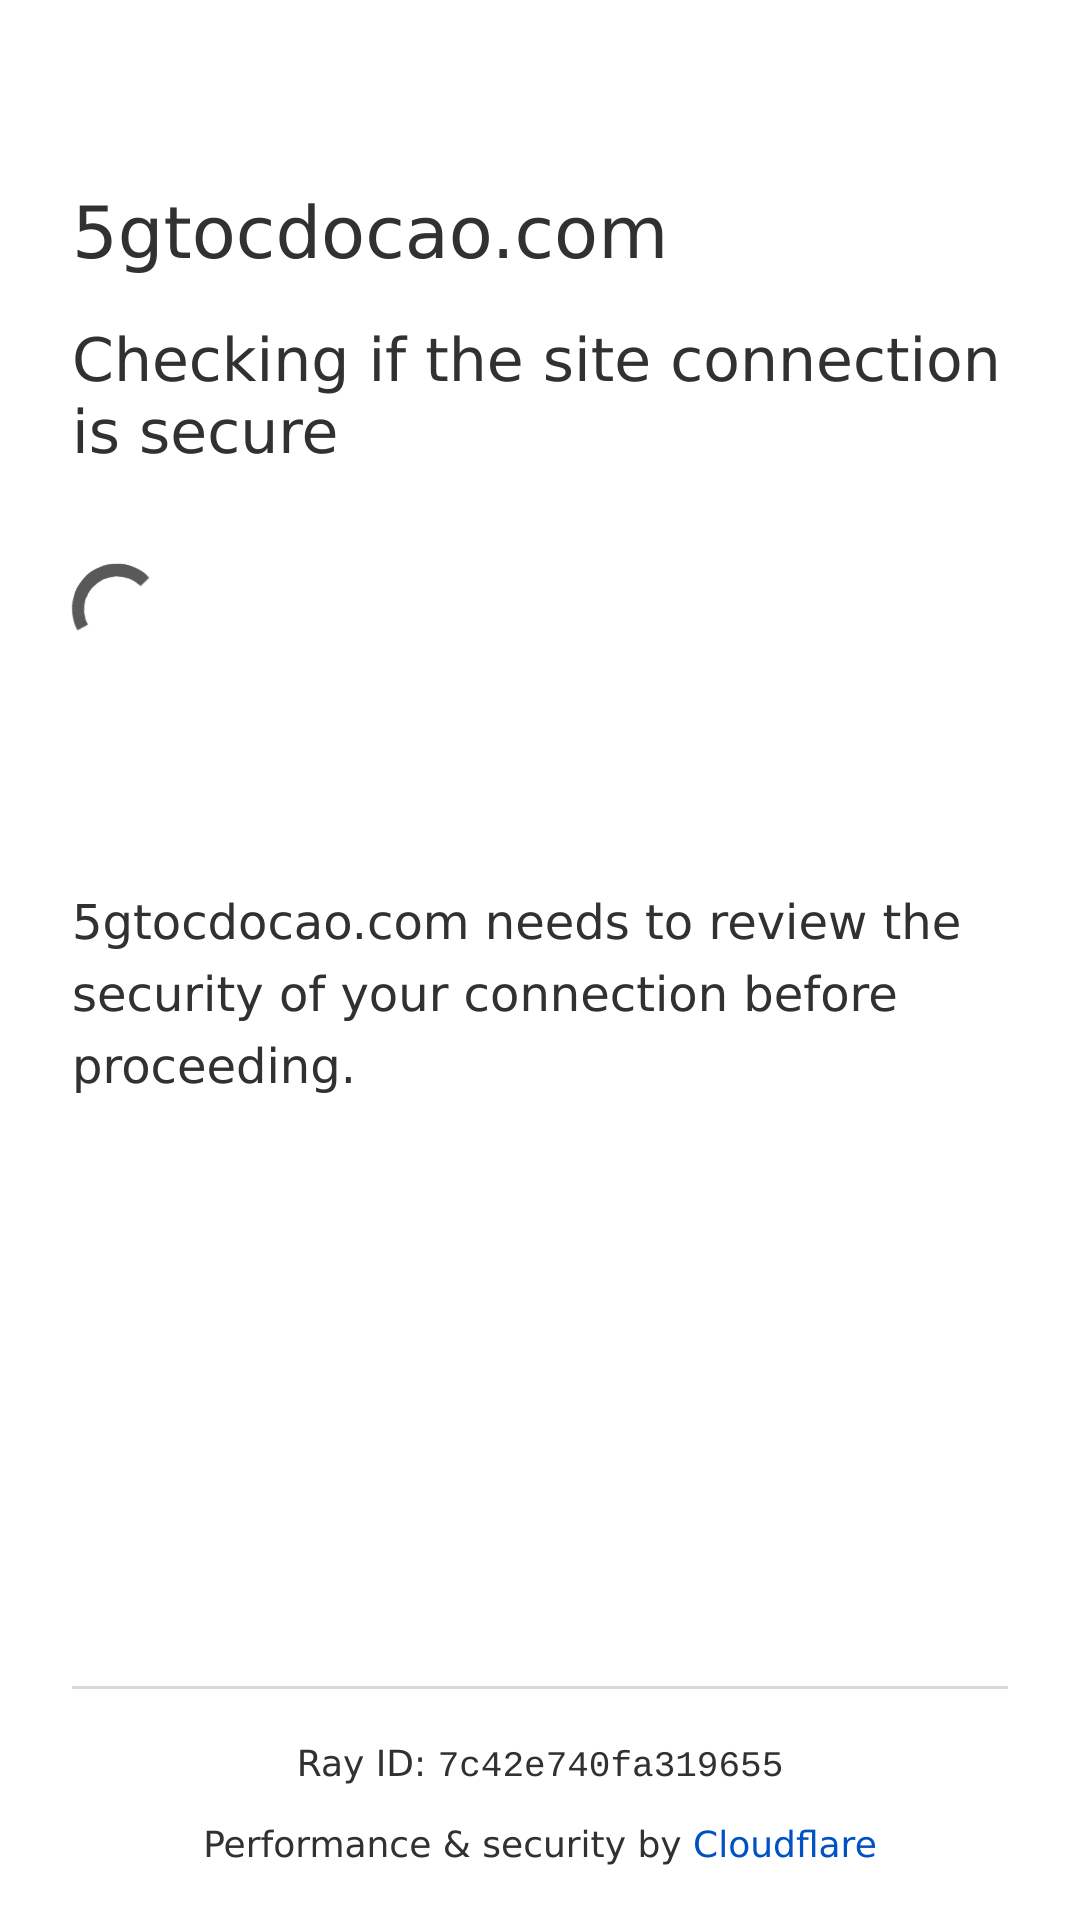 5gtocdocao.com
Checking if the site connection
is secure
5gtocdocao.com needs to review the
security of your connection before
proceeding.
Ray ID: 7c42e740fa319655
Performance & security by Cloudflare